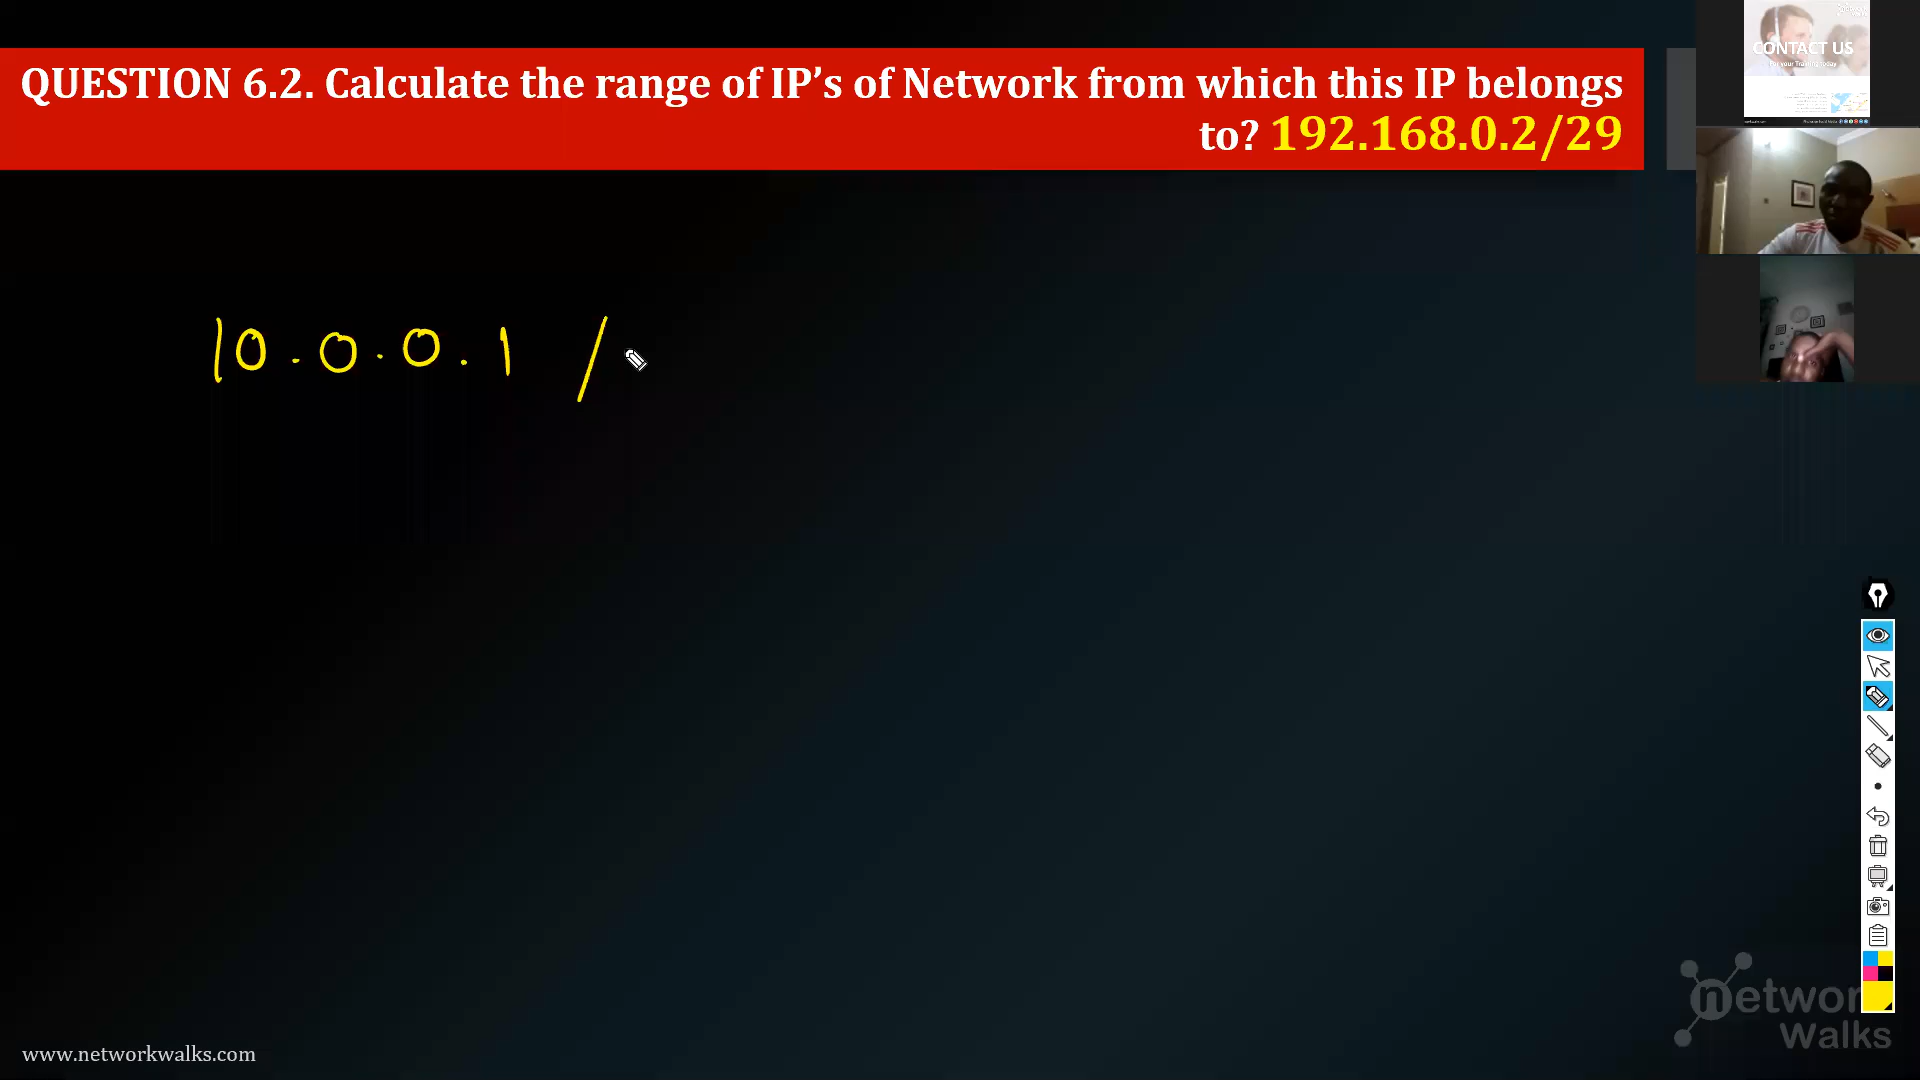 QUESTION 6.2. Calculate the range of IP’s of Network from which this IP belongs
to? 192.168.0.2/29
CONTACT US
10.0.0.1 /
networ
Walks
www.networkwalks.com